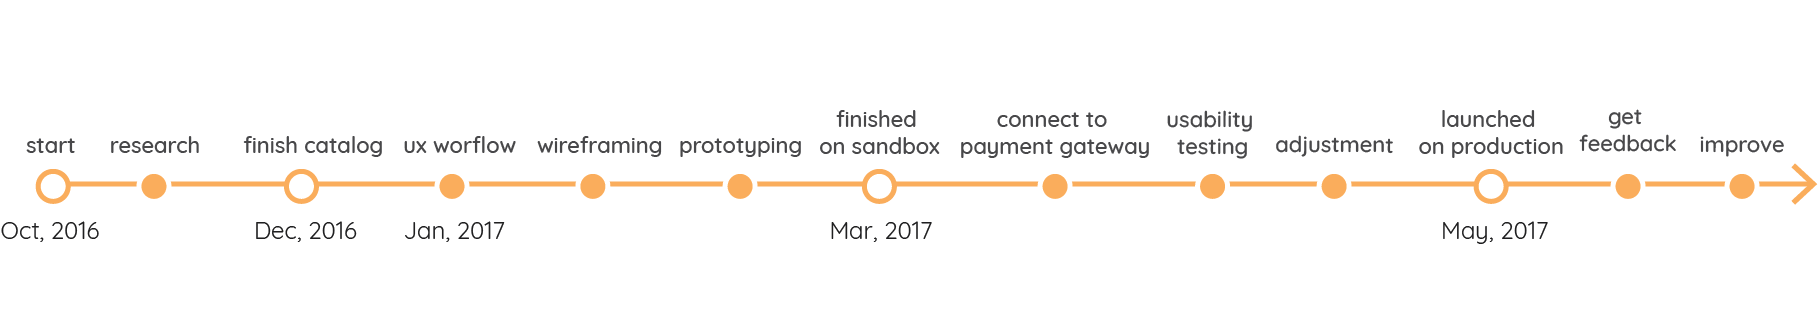 start
research
finish catalog
ux worflow
wireframing
prototyping
finished
on sandbox
connect to
payment gateway
usability
testing
adjustment
launched
on production
get
feedback
improve
Oct, 2016
Dec, 2016
Jan, 2017
Mar, 2017
May, 2017